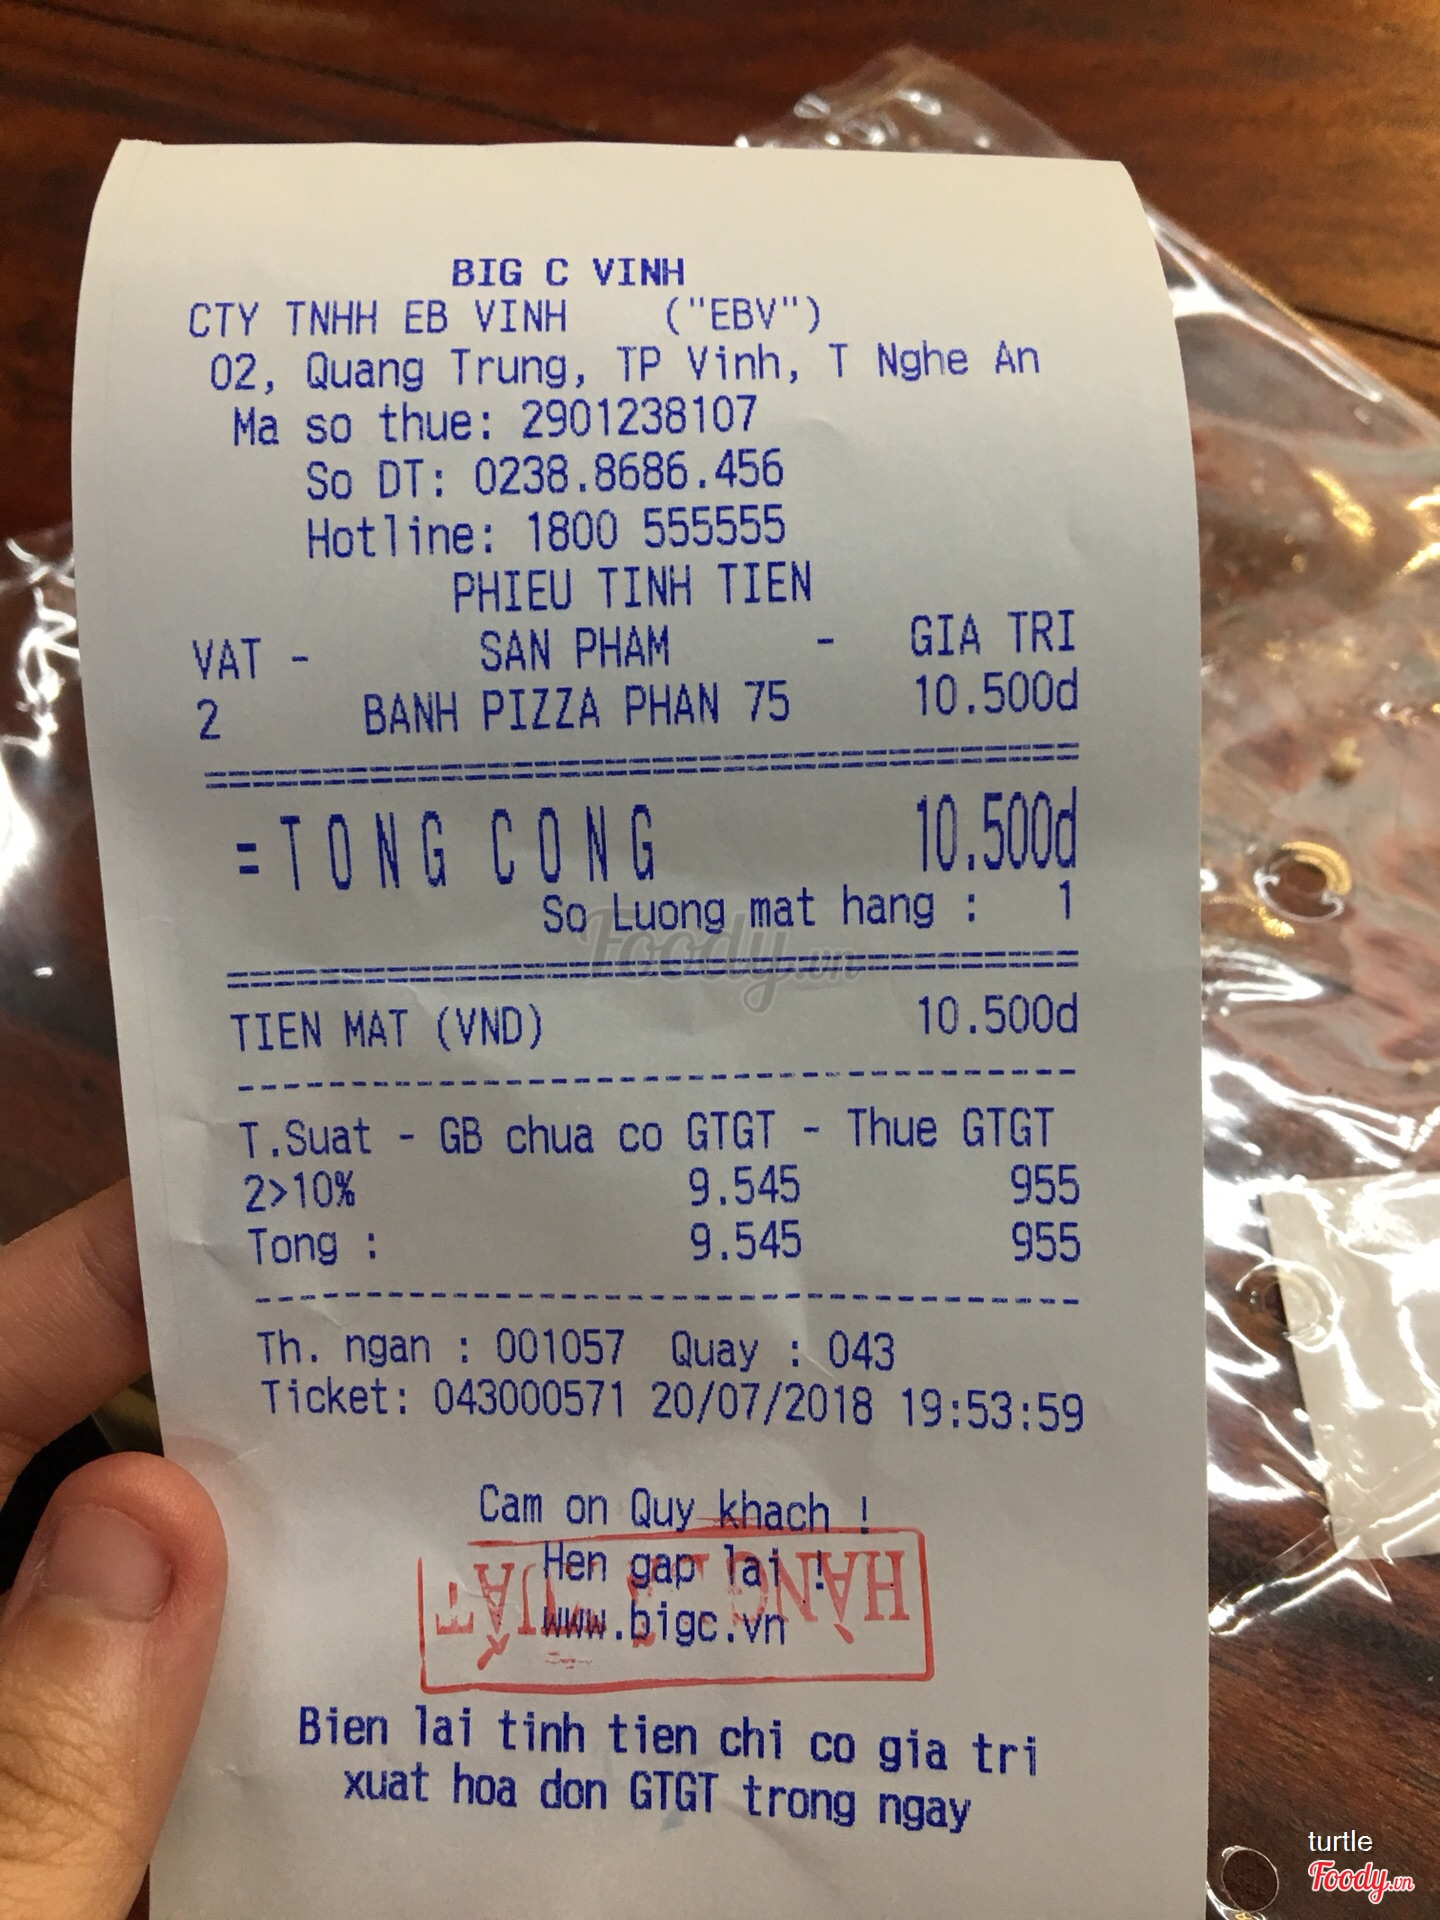 BIG C VINH
CTY TNHH EB VINH ("EBV")
02, Quang Trung, TP Vinh, T Nghe An
Ma so thue: 2901238107
So DT: 0238.8686.456
Hotline: 1800 555555
PHIEU TINH TIEN
VAT - SAN PHAM - GIA TRI
2 BANH PIZZA PHAN 75 10.500d
=TONG CONG 10.500d
So Luong mat hang : 1
Foody.vn
TIEN MAT (VND) 10.500d
T.Suat - GB chua co GTGT - Thue GTGT
2>10% 9.545 955
Tong : 9.545 955
Th. ngan : 001057 Quay : 043
Ticket: 043000571 20/07/2018 19:53:59
Cam on Quy khach !
Hen gap lai !
www.bigc.vn
HÀNG XUẤT
Bien lai tinh tien chi co gia tri
xuat hoa don GTGT trong ngay
turtle
Foody.vn